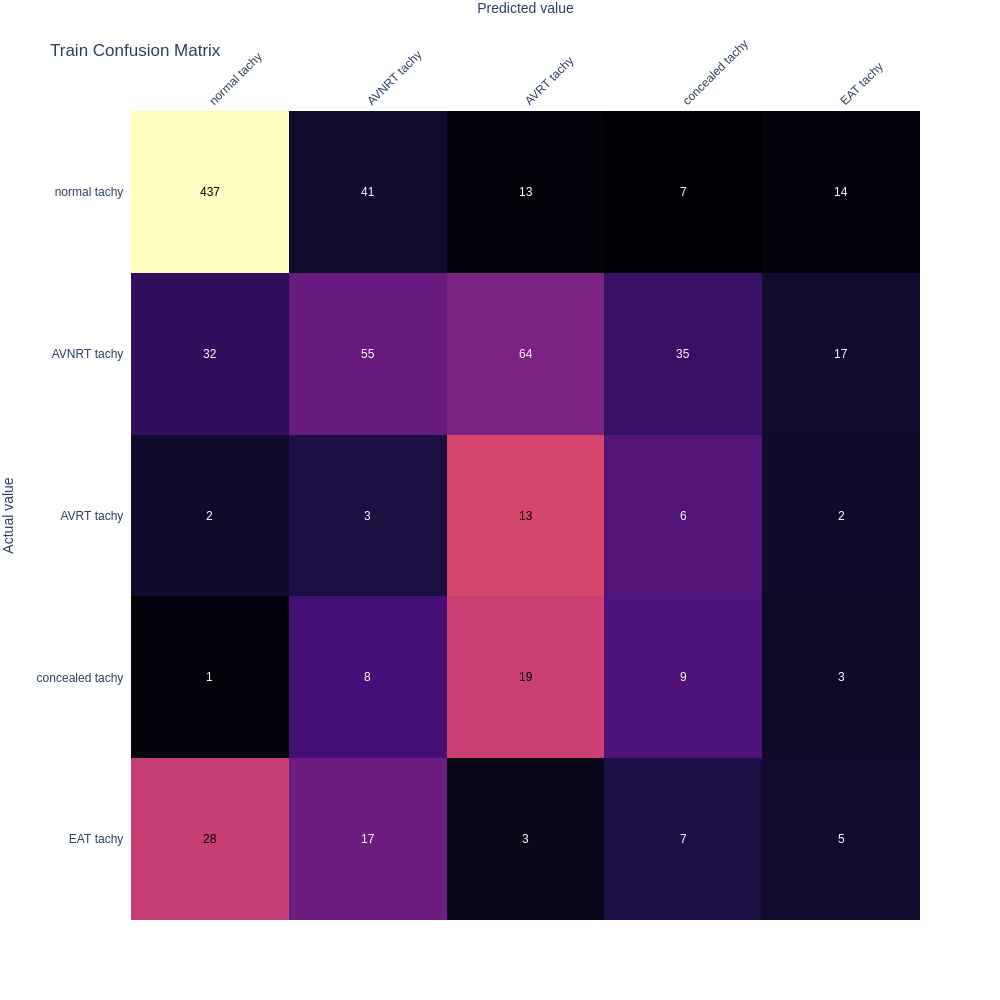 Predicted value
Train Confusion Matrix
normal tachy AVNRT tachy AVRT tachy concealed tachy EAT tachy
normal tachy 437 41 13 7 14
AVNRT tachy 32 55 64 35 17
Actual value
AVRT tachy 2 3 13 6 2
concealed tachy 1 8 19 9 3
EAT tachy 28 17 3 7 5